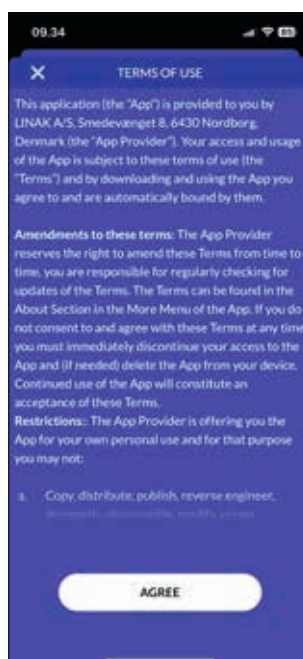 09.34
TERMS OF USE
This application (the "App") is provided to you by
LINAK A/S, Smedevænget 8, 6430 Nordborg,
Denmark (the "App Provider"). Your access and usage
of the App is subject to these terms of use (the
"Terms") and by downloading and using the App you
agree to and are automatically bound by them.
Amendments to these terms: The App Provider
reserves the right to amend these Terms from time to
time, you are responsible for regularly checking for
updates of the Terms. The Terms can be found in the
About Section in the More Menu of the App. If you do
not consent to and agree with these Terms at any time
you must immediately discontinue your access to the
App and (if needed) delete the App from your device.
Continued use of the App will constitute an
acceptance of these Terms.
Restrictions:: The App Provider is offering you the
App for your own personal use and for that purpose
you may not:
a. Copy, distribute, publish, reverse engineer,
AGREE